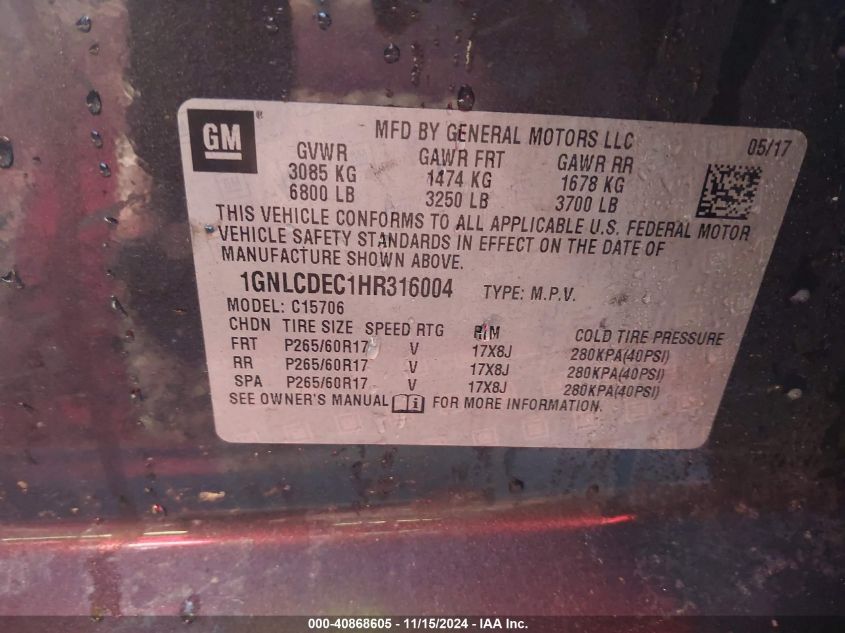 GM ®
MFD BY GENERAL MOTORS LLC 05/17
GVWR GAWR FRT GAWR RR
3085 KG 1474 KG 1678 KG
6800 LB 3250 LB 3700 LB
THIS VEHICLE CONFORMS TO ALL APPLICABLE U.S. FEDERAL MOTOR
VEHICLE SAFETY STANDARDS IN EFFECT ON THE DATE OF
MANUFACTURE SHOWN ABOVE.
1GNLCDEC1HR316004 TYPE: M.P.V.
MODEL: C15706
CHDN TIRE SIZE SPEED RTG RIM COLD TIRE PRESSURE
FRT P265/60R17 V 17X8J 280KPA(40PSI)
RR P265/60R17 V 17X8J 280KPA(40PSI)
SPA P265/60R17 V 17X8J 280KPA(40PSI)
SEE OWNER'S MANUAL i FOR MORE INFORMATION.
000-40868605 - 11/15/2024 - IAA Inc.